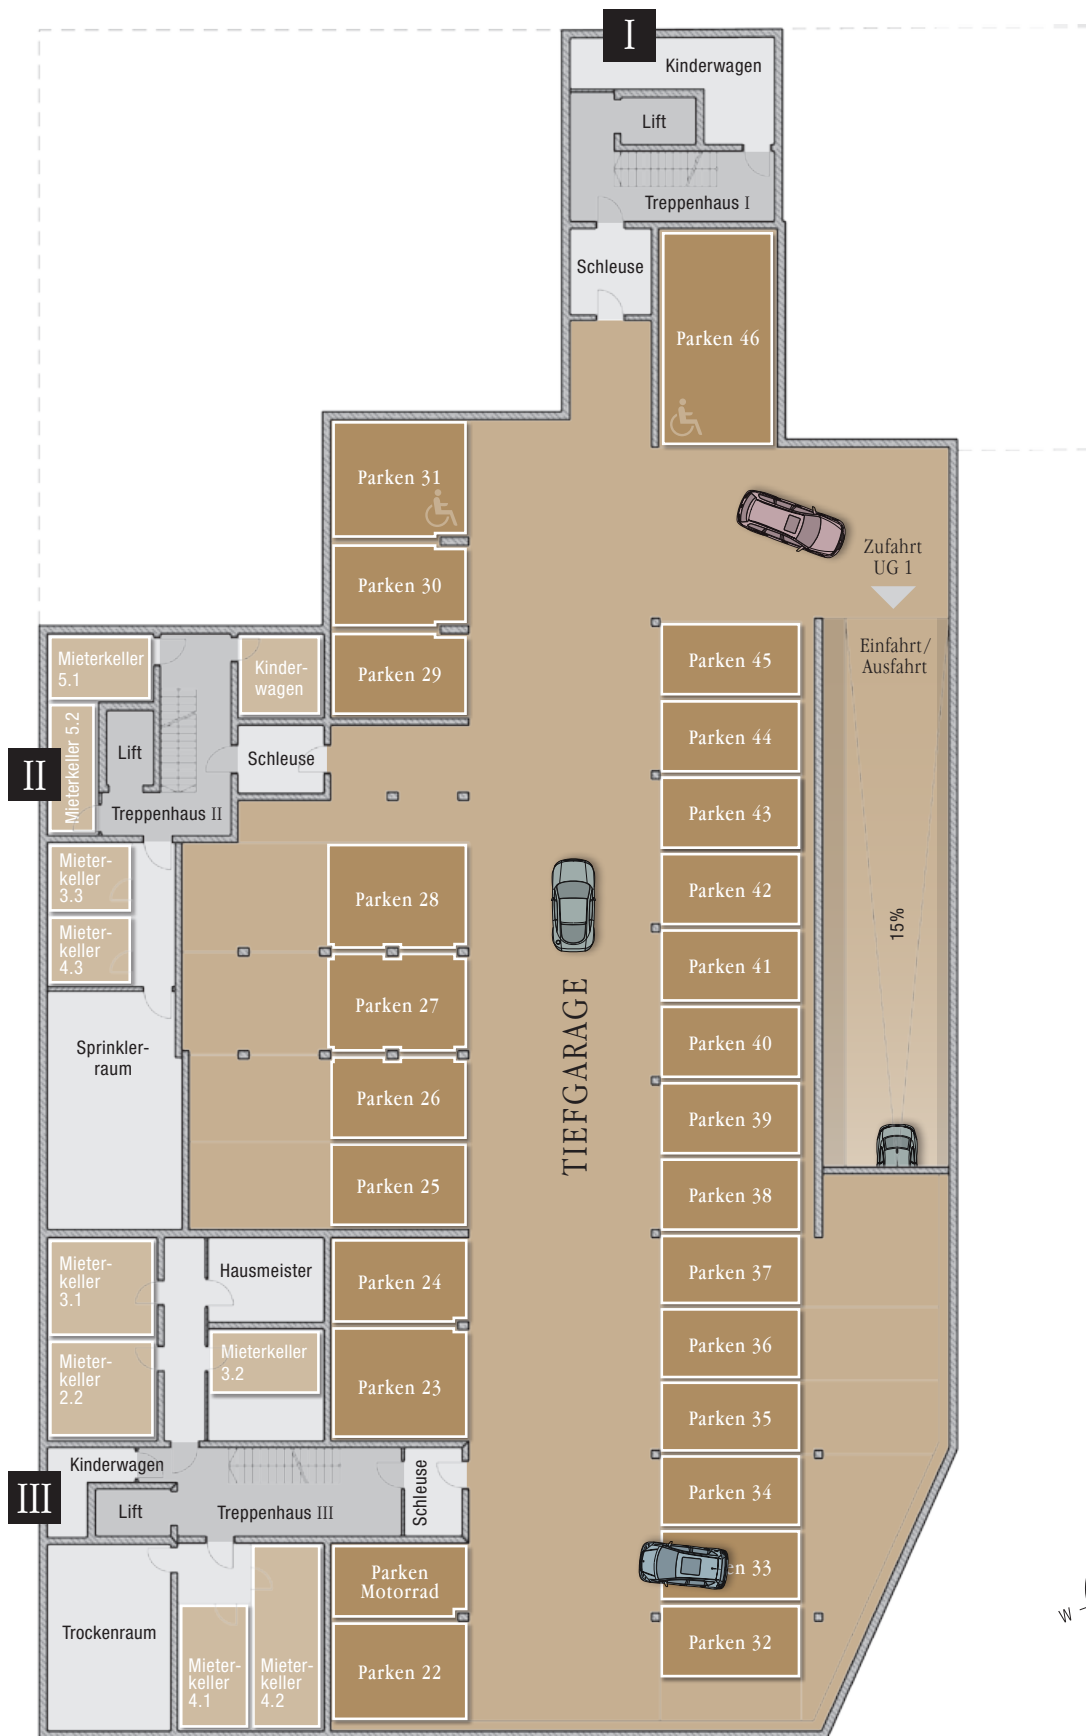 I
Kinderwagen
Lift
Treppenhaus I
Schleuse
Parken 46
Parken 31
Parken 30
Parken 29
Zufahrt
UG 1
Einfahrt/
Ausfahrt
15%
Mieterkeller
5.1
Kinder-
wagen
Mieterkeller 5.2
Lift
Schleuse
II
Treppenhaus II
Mieter-
keller
3.3
Mieter-
keller
4.3
Sprinkler-
raum
Parken 28
Parken 27
Parken 26
Parken 25
TIEFGARAGE
Parken 45
Parken 44
Parken 43
Parken 42
Parken 41
Parken 40
Parken 39
Parken 38
Parken 37
Parken 36
Parken 35
Parken 34
en 33
Parken 32
Mieter-
keller
3.1
Hausmeister
Parken 24
Mieter-
keller
2.2
Mieterkeller
3.2
Parken 23
Kinderwagen
III
Lift
Treppenhaus III
Schleuse
Parken
Motorrad
Trockenraum
Mieter-
keller
4.1
Mieter-
keller
4.2
Parken 22
W